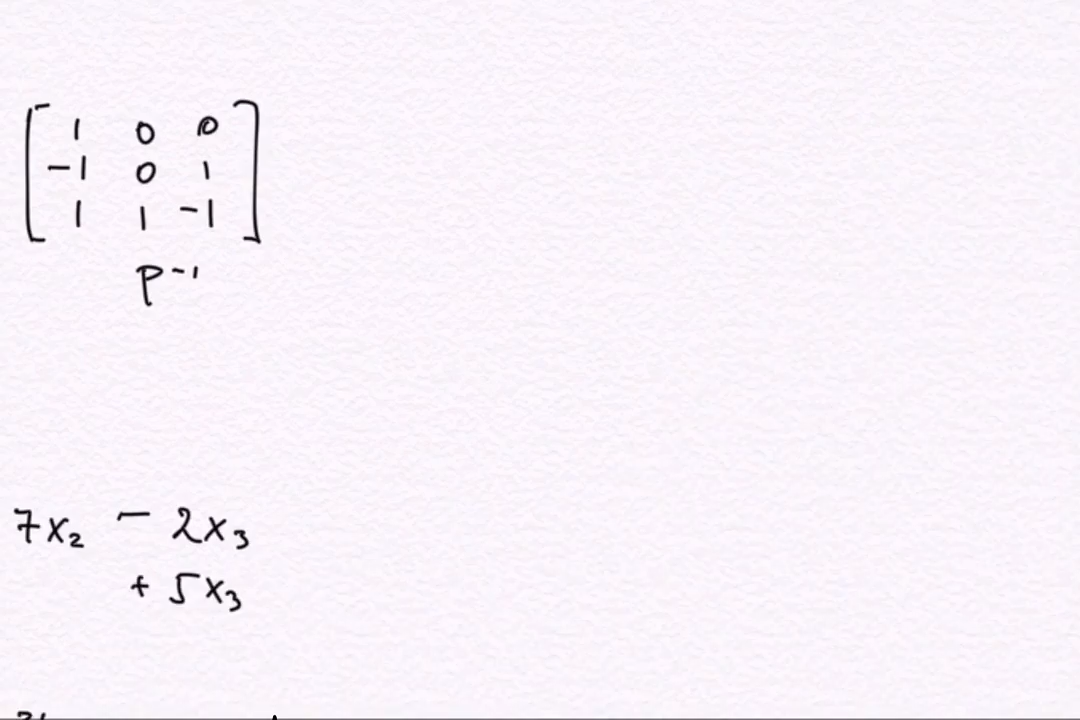 1 0 0
-1 0 1
1 1 -1
P⁻¹
7x₂ - 2x₃
+ 5x₃